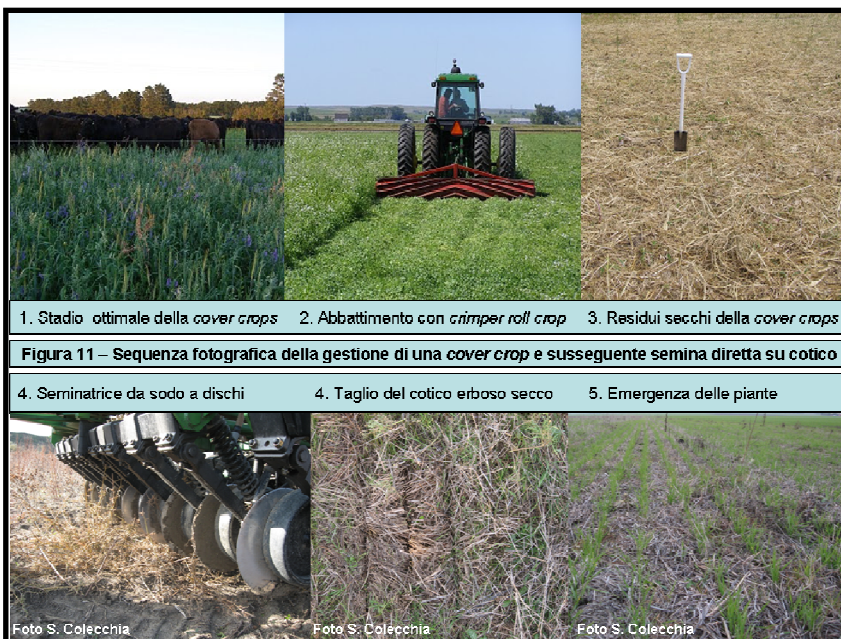 1. Stadio ottimale della cover crops 2. Abbattimento con crimper roll crop 3. Residui secchi della cover crops
Figura 11 – Sequenza fotografica della gestione di una cover crop e susseguente semina diretta su cotico
4. Seminatrice da sodo a dischi 4. Taglio del cotico erboso secco 5. Emergenza delle piante
Foto S. Colecchia Foto S. Colecchia Foto S. Colecchia